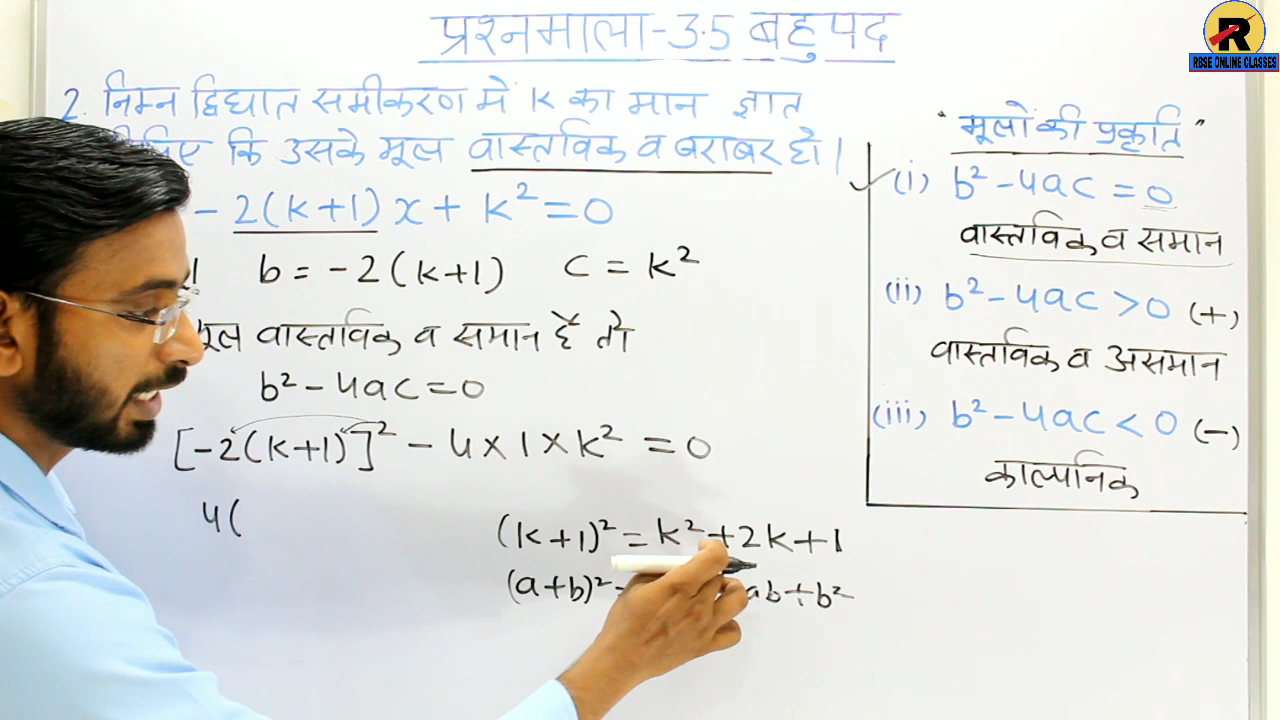 प्रश्नमाला-3.5 बहुपद
R
RBSE ONLINE CLASSES
2. निम्न द्विघात समीकरण में K का मान ज्ञात
कि उसके मूल वास्तविक व बराबर हो।
- 2(k+1)x + k² = 0
b = -2(k+1) c = k²
मूल वास्तविक व समान हैं तो
b² - 4ac = 0
[-2(k+1)]² - 4 × 1 × k² = 0
4(
(k+1)² = k² + 2k + 1
(a+b)² = ab + b²
"मूलों की प्रकृति"
(i) b² - 4ac = 0
वास्तविक व समान
(ii) b² - 4ac > 0 (+)
वास्तविक व असमान
(iii) b² - 4ac < 0 (-)
काल्पनिक